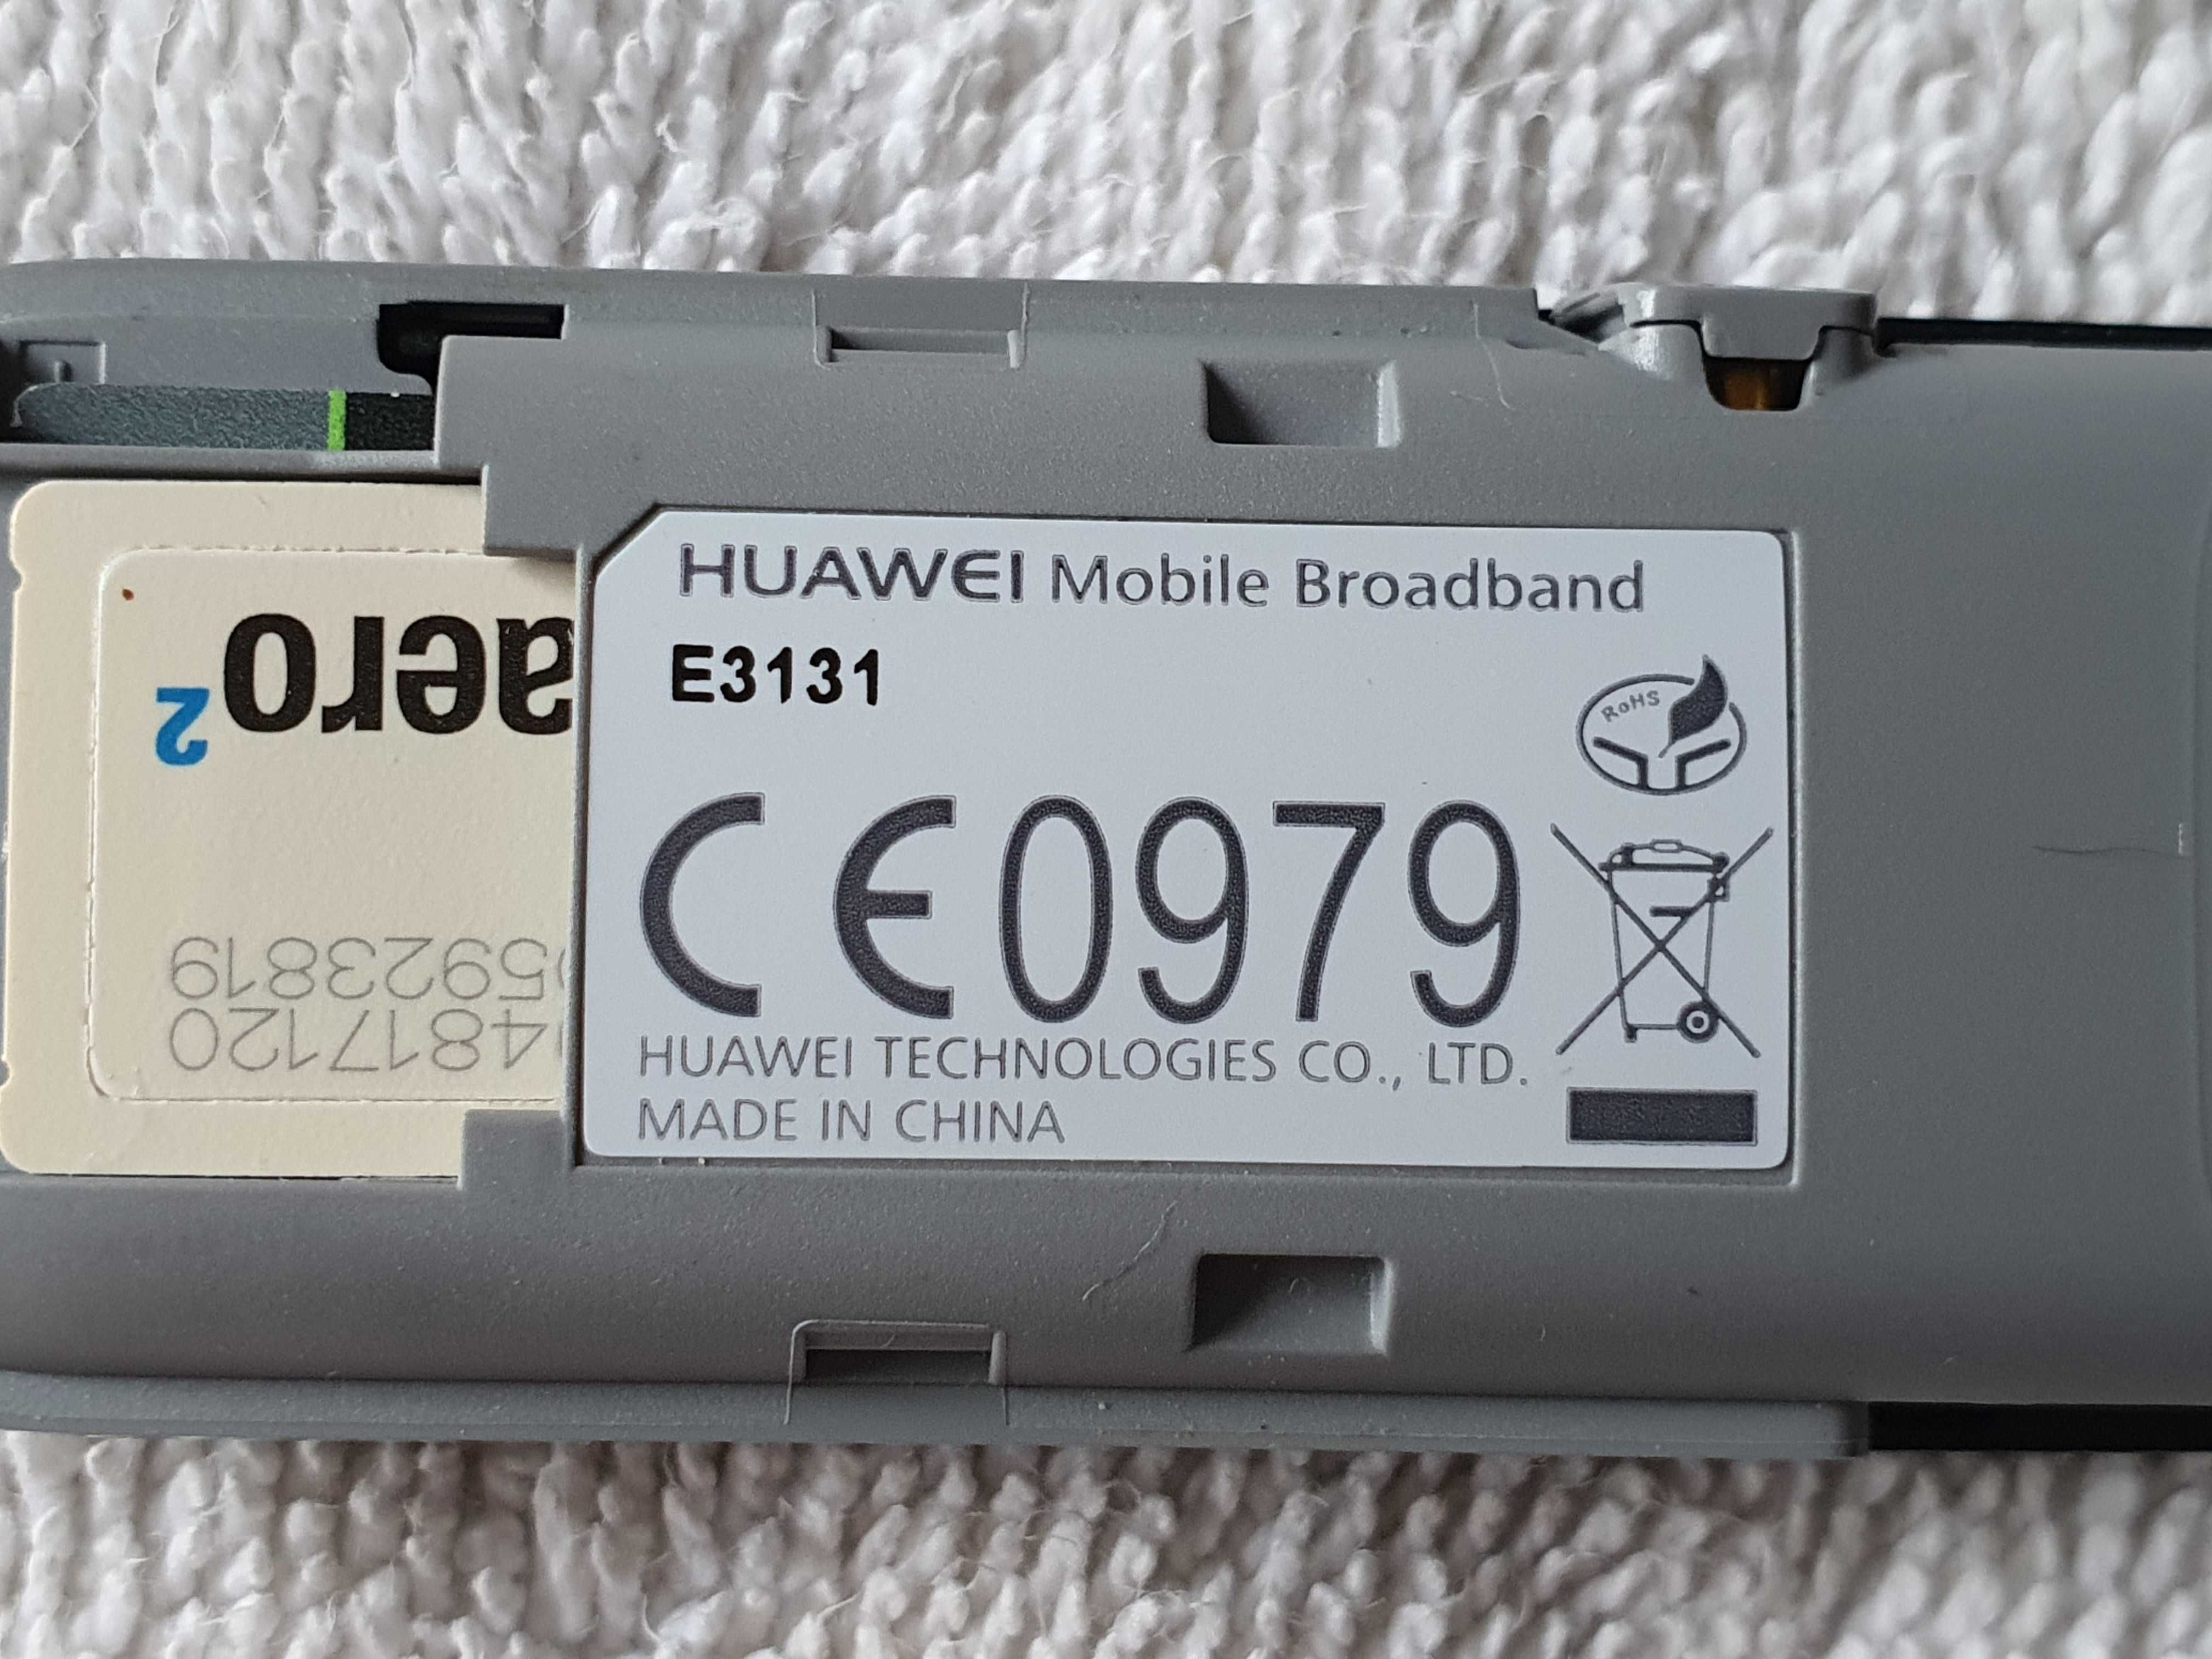 HUAWEI Mobile Broadband
E3131
RoHS
CE0979
HUAWEI TECHNOLOGIES CO., LTD.
MADE IN CHINA
4817120
5923819
aero2